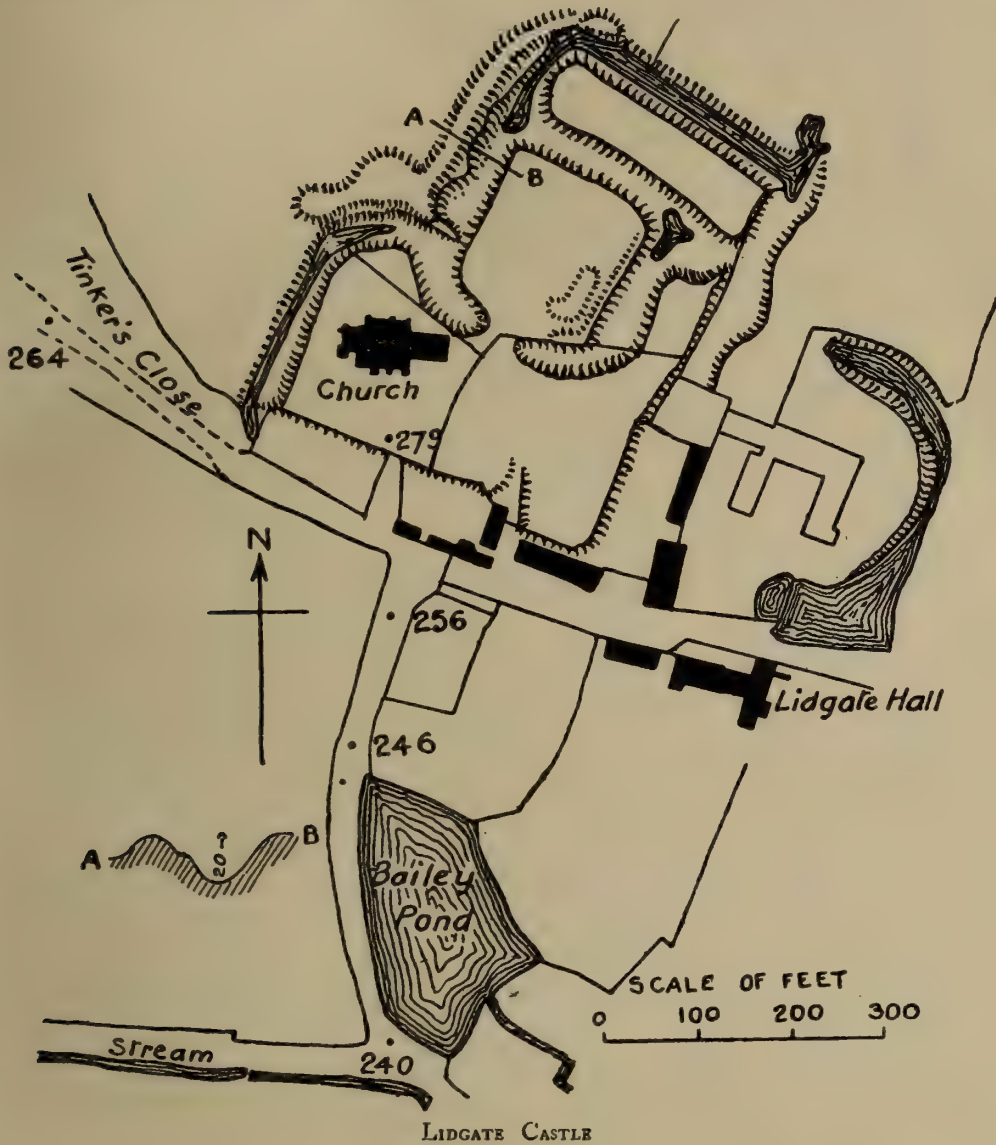 A
B
Tinker's Close
264
Church
279
N
256
Lidgate Hall
246
A
B
20
Bailey
Pond
SCALE OF FEET
0 100 200 300
Stream
240
LIDGATE CASTLE